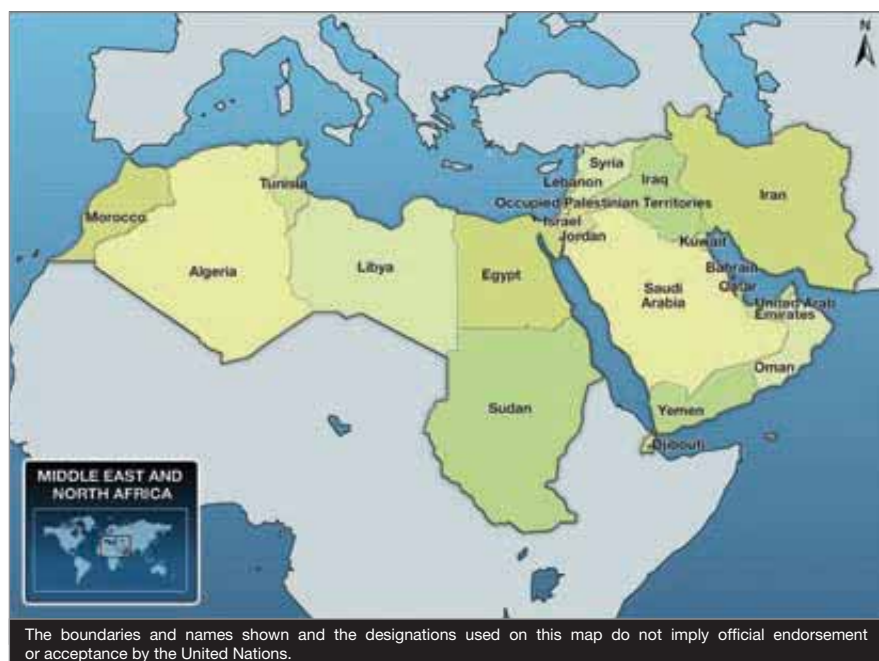 N
Syria
Lebanon
Iraq
Iran
Tunisia
Occupied Palestinian Territories
Morocco
Israel
Jordan
Kuwait
Algeria
Libya
Egypt
Bahrain
Qatar
Saudi
Arabia
United Arab
Emirates
Oman
Sudan
Yemen
Djibouti
MIDDLE EAST AND
NORTH AFRICA
The boundaries and names shown and the designations used on this map do not imply official endorsement
or acceptance by the United Nations.